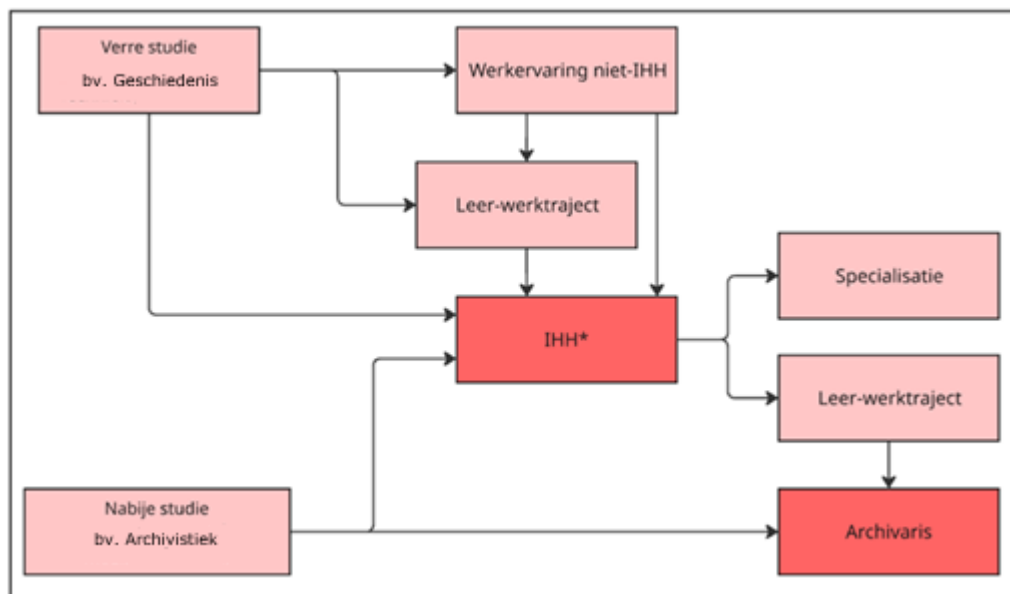 Verre studie
bv. Geschiedenis
Werkervaring niet-IHH
Leer-werktraject
Specialisatie
IHH*
Leer-werktraject
Nabije studie
bv. Archivistiek
Archivaris